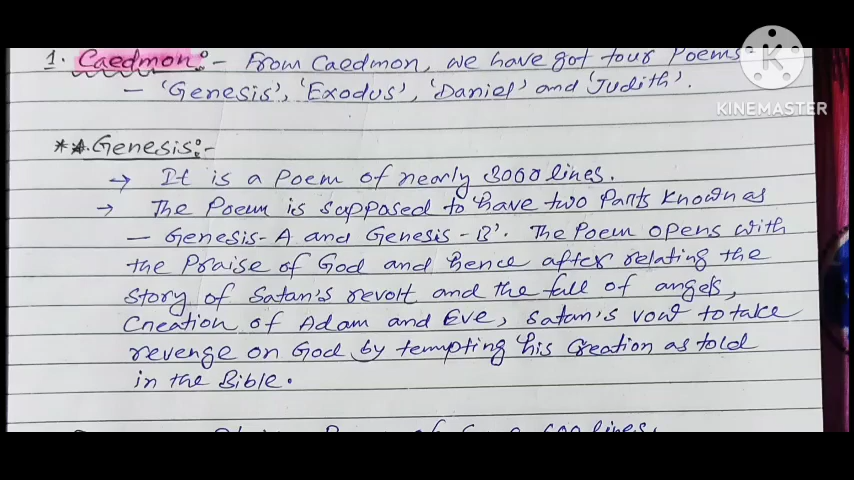 1. Caedmon:- From Caedmon, we have got four Poems
- 'Genesis', 'Exodus', 'Daniel' and 'Judith'.
KINEMASTER
**. Genesis:-
→ It is a Poem of nearly 3000 lines.
→ The Poem is supposed to have two Parts known as
- Genesis-A and Genesis-B'. The Poem opens with
the Praise of God and hence after relating the
story of Satan's revolt and the fall of angels,
Creation of Adam and Eve, Satan's vow to take
revenge on God by tempting his Creation as told
in the Bible.
lines.